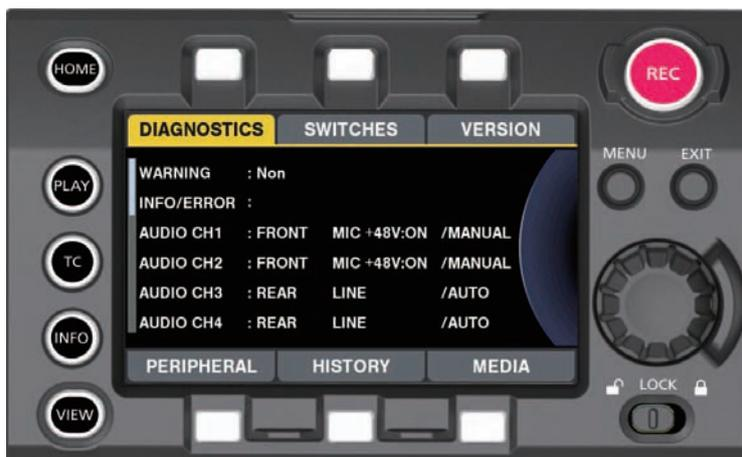 HOME
REC
DIAGNOSTICS SWITCHES VERSION
MENU EXIT
PLAY
WARNING : Non
INFO/ERROR :
AUDIO CH1 : FRONT MIC +48V:ON /MANUAL
TC
AUDIO CH2 : FRONT MIC +48V:ON /MANUAL
AUDIO CH3 : REAR LINE /AUTO
AUDIO CH4 : REAR LINE /AUTO
INFO
PERIPHERAL HISTORY MEDIA
LOCK
VIEW